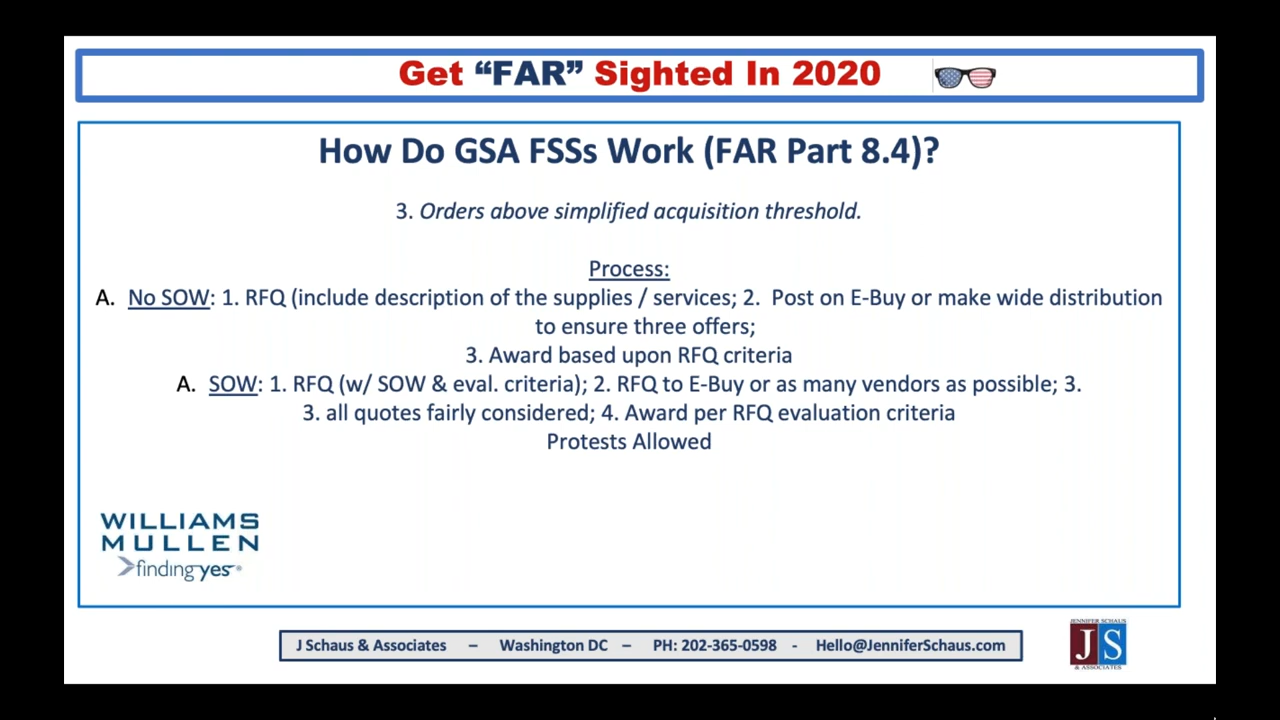 Get “FAR” Sighted In 2020
How Do GSA FSSs Work (FAR Part 8.4)?
3. Orders above simplified acquisition threshold.
Process:
A. No SOW: 1. RFQ (include description of the supplies / services; 2. Post on E-Buy or make wide distribution
to ensure three offers;
3. Award based upon RFQ criteria
A. SOW: 1. RFQ (w/ SOW & eval. criteria); 2. RFQ to E-Buy or as many vendors as possible; 3.
3. all quotes fairly considered; 4. Award per RFQ evaluation criteria
Protests Allowed
WILLIAMS
MULLEN
finding yes®
J Schaus & Associates – Washington DC – PH: 202-365-0598 - Hello@JenniferSchaus.com
JENNIFER SCHAUS
J S
& ASSOCIATES